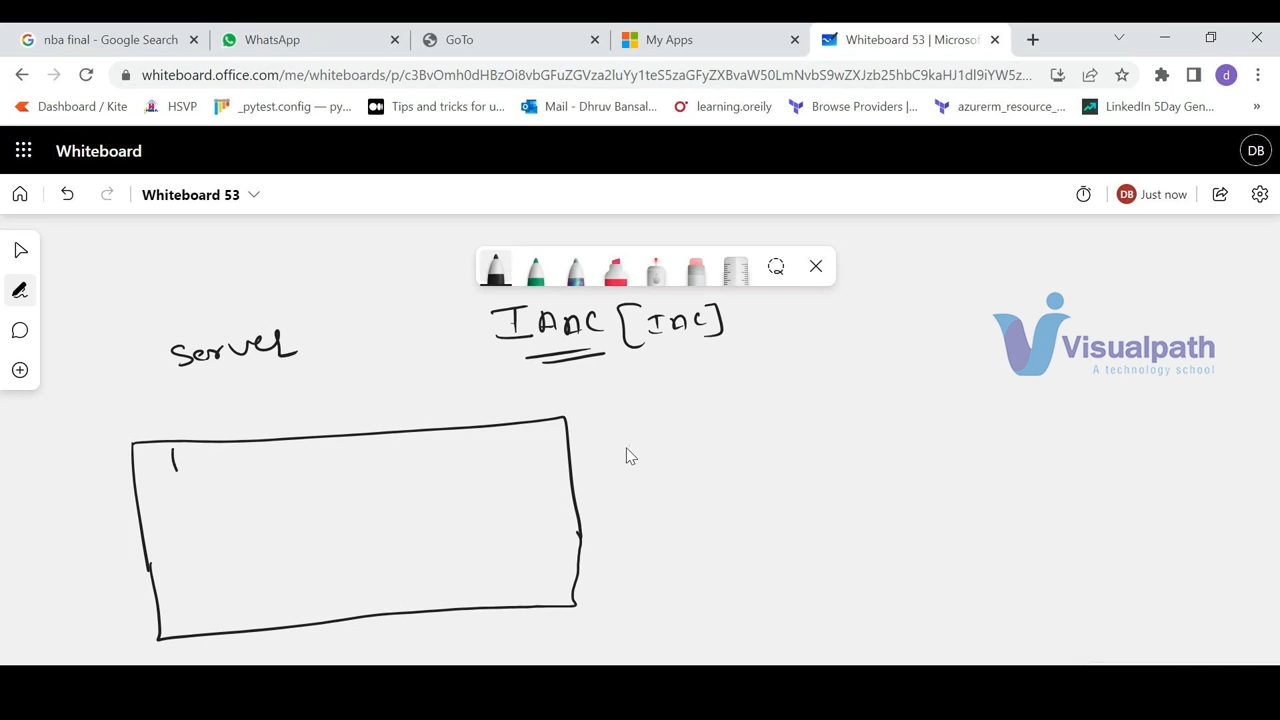 nba final - Google Search
WhatsApp
GoTo
My Apps
Whiteboard 53 | Microsof
whiteboard.office.com/me/whiteboards/p/c3BvOmh0dHBzOi8vbGFuZGVza2luYy1teS5zaGFyZXBvaW50LmNvbS9wZXJzb25hbC9kaHJ1di9iYW5z...
Dashboard / Kite
HSVP
_pytest.config — py...
Tips and tricks for u...
Mail - Dhruv Bansal...
learning.oreily
Browse Providers |...
azurerm_resource_...
LinkedIn 5Day Gen...
»
Whiteboard
DB
Whiteboard 53
DB Just now
IAAC [IAC]
server
Visualpath
A technology school